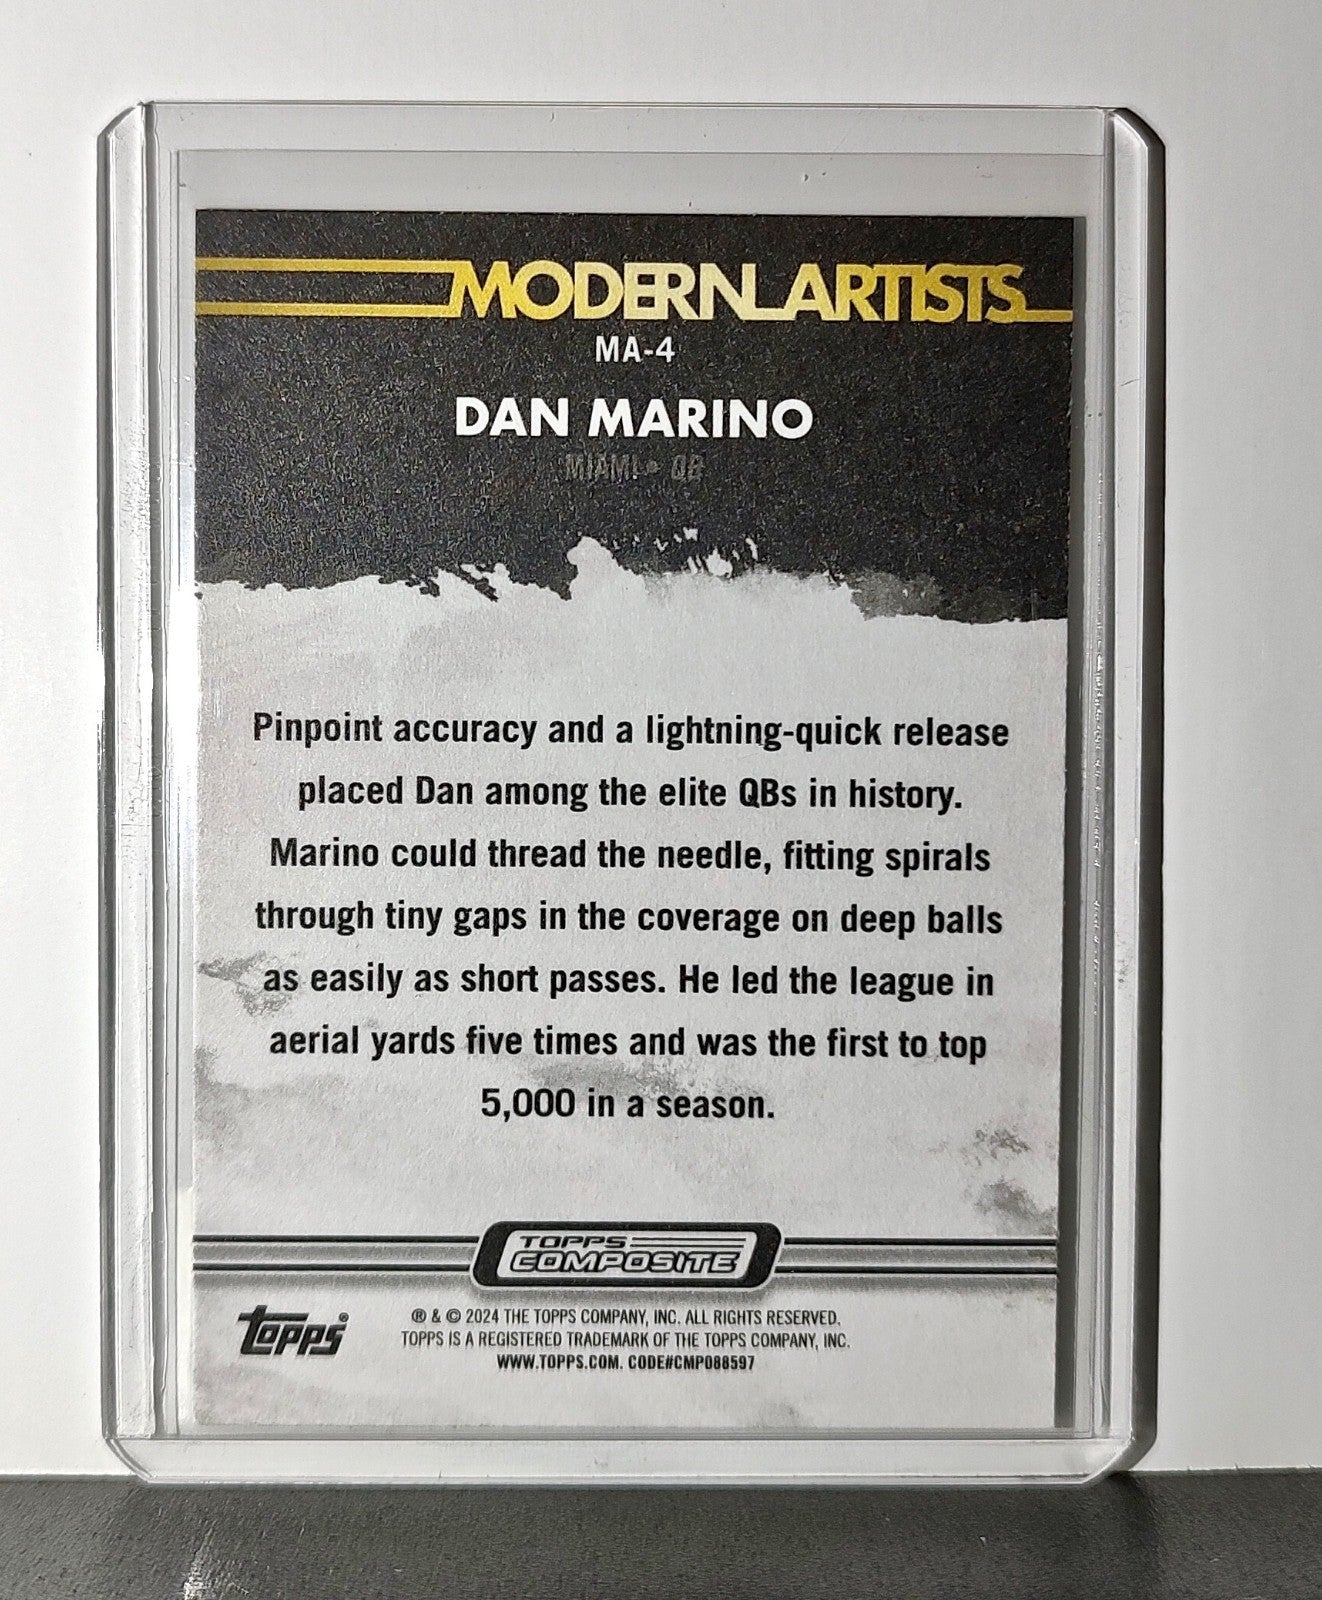 MODERN ARTISTS
MA-4
DAN MARINO
MIAMI • QB
Pinpoint accuracy and a lightning-quick release
placed Dan among the elite QBs in history.
Marino could thread the needle, fitting spirals
through tiny gaps in the coverage on deep balls
as easily as short passes. He led the league in
aerial yards five times and was the first to top
5,000 in a season.
TOPPS
COMPOSITE
topps®
® & © 2024 THE TOPPS COMPANY, INC. ALL RIGHTS RESERVED.
TOPPS IS A REGISTERED TRADEMARK OF THE TOPPS COMPANY, INC.
WWW.TOPPS.COM. CODE#CMP088597